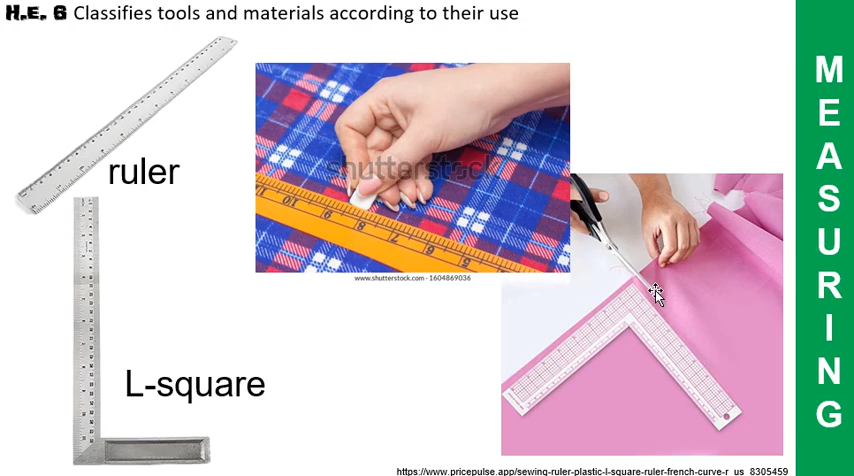 H.E. 6 Classifies tools and materials according to their use
ruler
shutterstock
www.shutterstock.com · 1604869036
L-square
MEASURING
https://www.pricepulse.app/sewing-ruler-plastic-l-square-ruler-french-curve-r_us_8305459